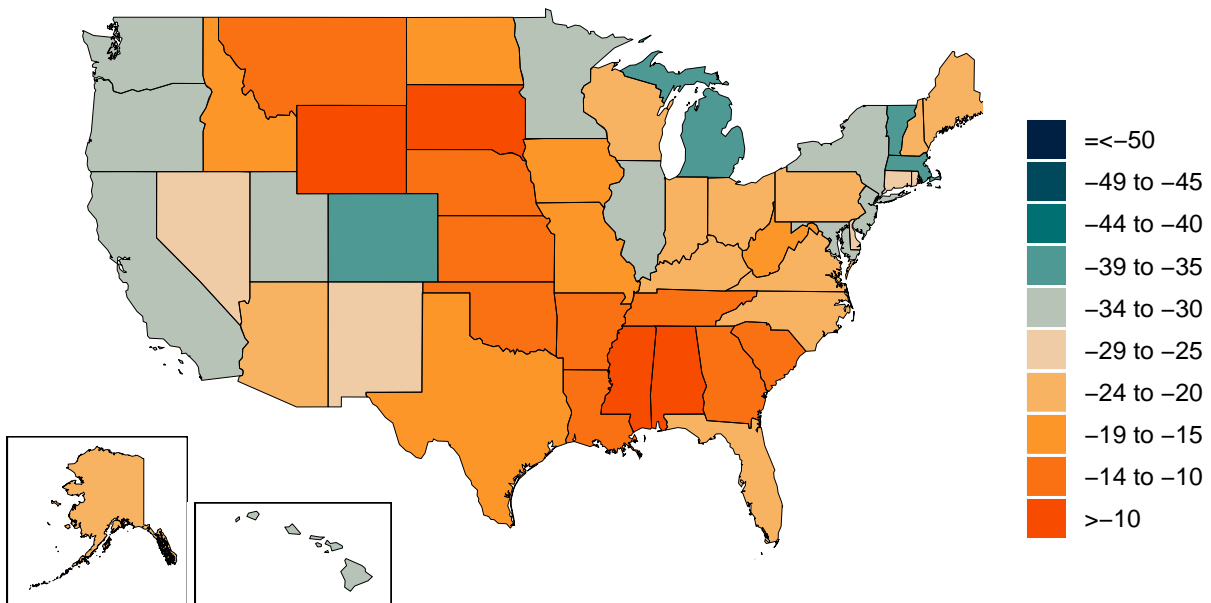 =<−50
−49 to −45
−44 to −40
−39 to −35
−34 to −30
−29 to −25
−24 to −20
−19 to −15
−14 to −10
>−10